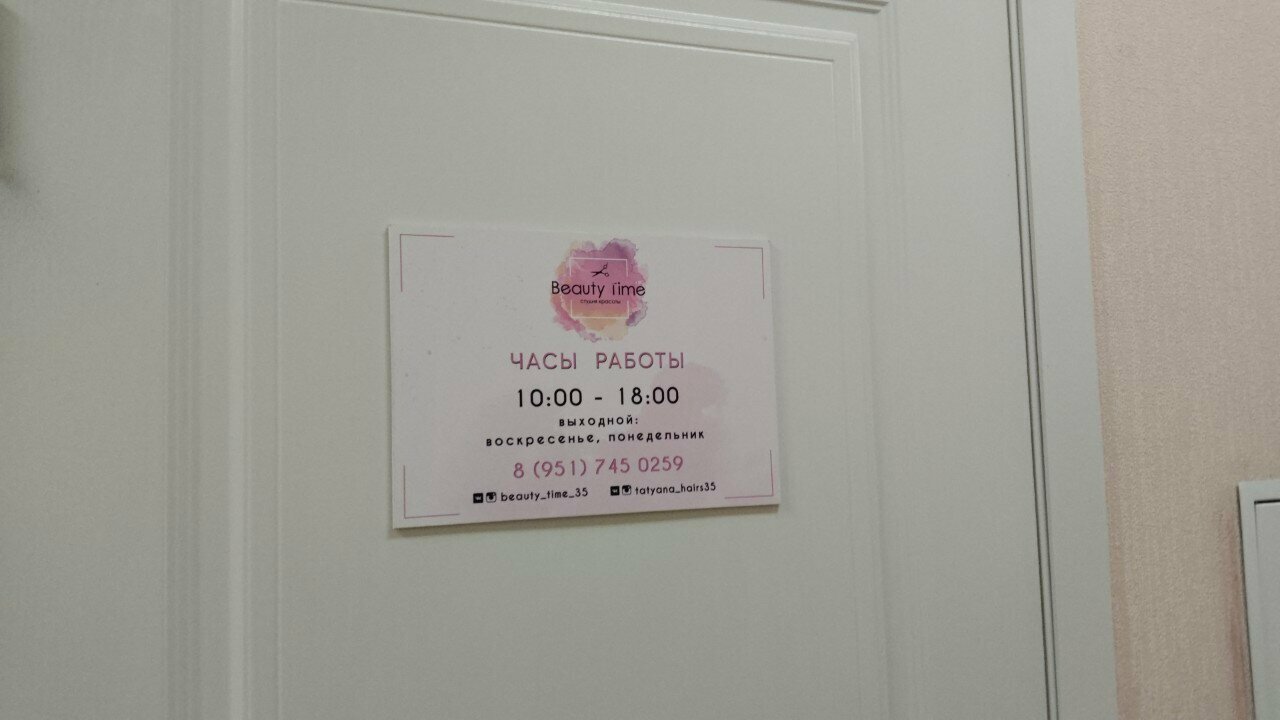 Beauty Time
студия красоты
ЧАСЫ РАБОТЫ
10:00 - 18:00
выходной:
воскресенье, понедельник
8 (951) 745 0259
beauty_time_35 tatyana_hairs35